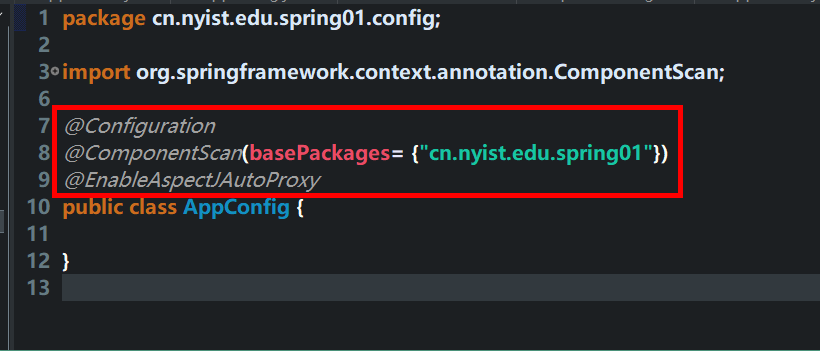 1 package cn.nyist.edu.spring01.config;
2
3 import org.springframework.context.annotation.ComponentScan;
6
7 @Configuration
8 @ComponentScan(basePackages= {"cn.nyist.edu.spring01"})
9 @EnableAspectJAutoProxy
10 public class AppConfig {
11
12 }
13